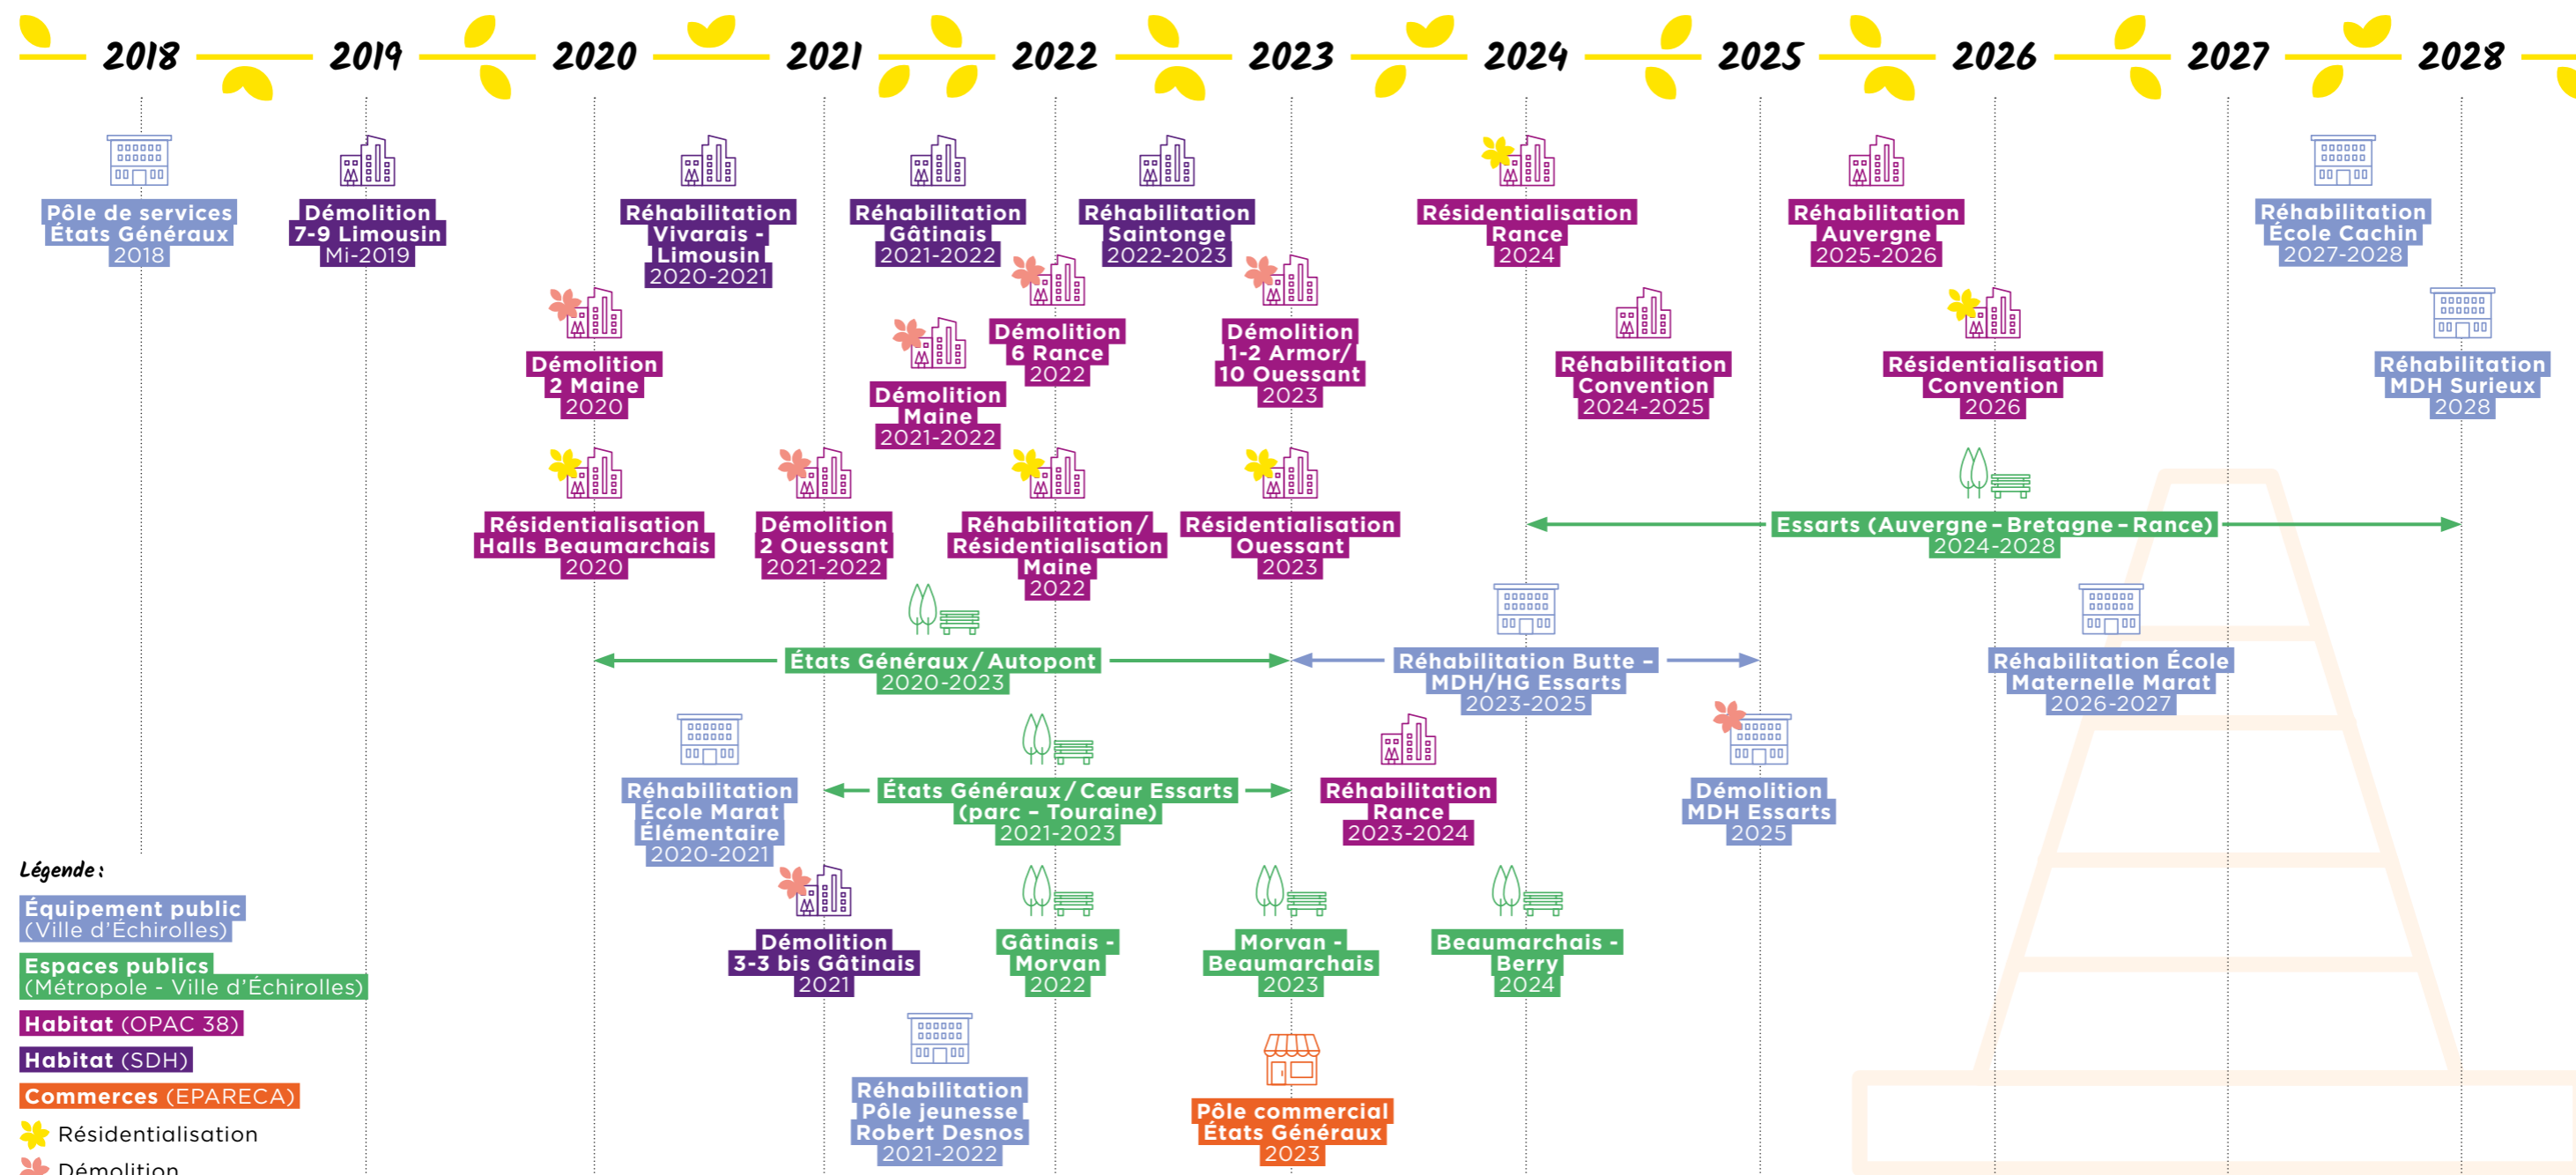 2018
2019
2020
2021
2022
2023
2024
2025
2026
2027
2028
Pôle de services
États Généraux
2018
Démolition
7-9 Limousin
Mi-2019
Réhabilitation
Vivarais -
Limousin
2020-2021
Réhabilitation
Gâtinais
2021-2022
Réhabilitation
Saintonge
2022-2023
Résidentialisation
Rance
2024
Réhabilitation
Auvergne
2025-2026
Réhabilitation
École Cachin
2027-2028
Démolition
2 Maine
2020
Démolition
Maine
2021-2022
Démolition
6 Rance
2022
Démolition
1-2 Armor/
10 Ouessant
2023
Réhabilitation
Convention
2024-2025
Résidentialisation
Convention
2026
Réhabilitation
MDH Surieux
2028
Résidentialisation
Halls Beaumarchais
2020
Démolition
2 Ouessant
2021-2022
Réhabilitation /
Résidentialisation
Maine
2022
Résidentialisation
Ouessant
2023
Essarts (Auvergne – Bretagne – Rance)
2024-2028
États Généraux / Autopont
2020-2023
Réhabilitation Butte –
MDH/HG Essarts
2023-2025
Réhabilitation École
Maternelle Marat
2026-2027
Réhabilitation
École Marat
Élémentaire
2020-2021
États Généraux / Cœur Essarts
(parc – Touraine)
2021-2023
Réhabilitation
Rance
2023-2024
Démolition
MDH Essarts
2025
Démolition
3-3 bis Gâtinais
2021
Gâtinais -
Morvan
2022
Morvan -
Beaumarchais
2023
Beaumarchais -
Berry
2024
Réhabilitation
Pôle jeunesse
Robert Desnos
2021-2022
Pôle commercial
États Généraux
2023
Légende :
Équipement public
(Ville d'Échirolles)
Espaces publics
(Métropole - Ville d'Échirolles)
Habitat (OPAC 38)
Habitat (SDH)
Commerces (EPARECA)
Résidentialisation
Démolition